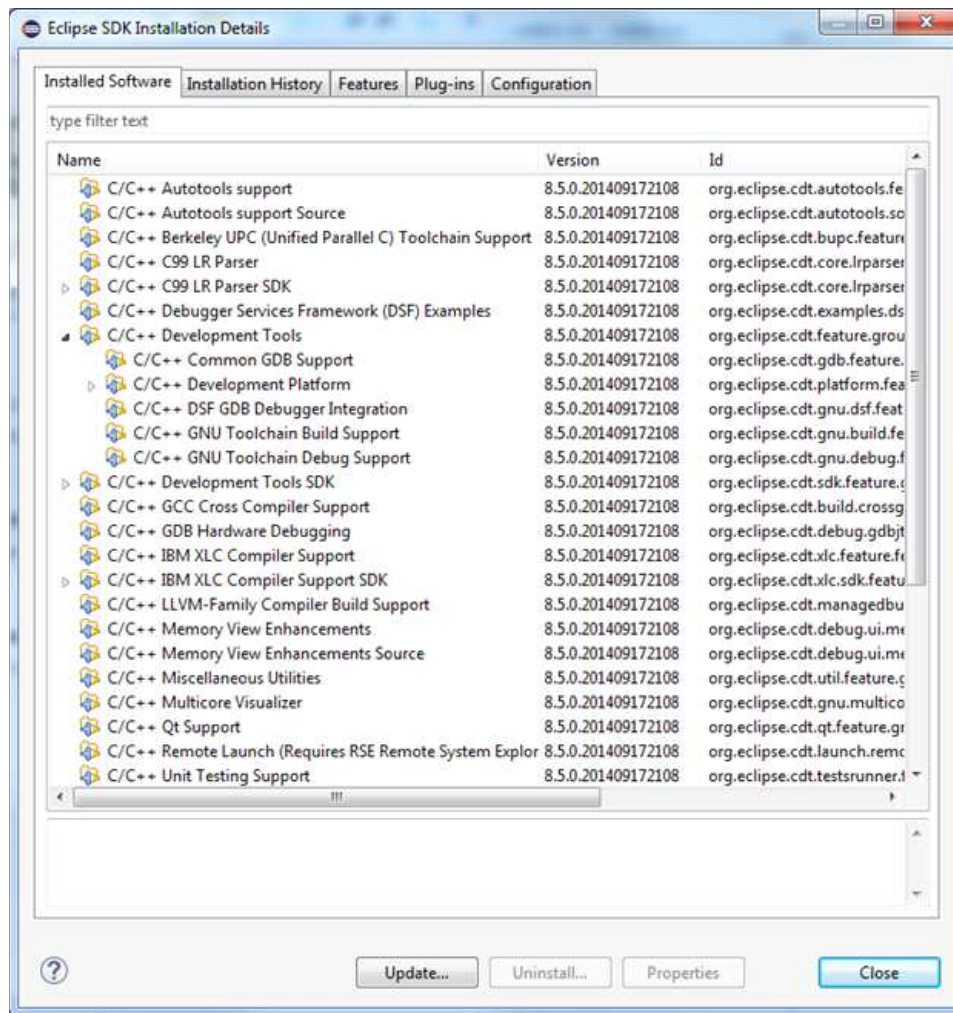 Eclipse SDK Installation Details
Installed Software Installation History Features Plug-ins Configuration
type filter text
Name Version Id
C/C++ Autotools support 8.5.0.201409172108 org.eclipse.cdt.autotools.fe
C/C++ Autotools support Source 8.5.0.201409172108 org.eclipse.cdt.autotools.so
C/C++ Berkeley UPC (Unified Parallel C) Toolchain Support 8.5.0.201409172108 org.eclipse.cdt.bupc.feature
C/C++ C99 LR Parser 8.5.0.201409172108 org.eclipse.cdt.core.lrparser
C/C++ C99 LR Parser SDK 8.5.0.201409172108 org.eclipse.cdt.core.lrparser
C/C++ Debugger Services Framework (DSF) Examples 8.5.0.201409172108 org.eclipse.cdt.examples.ds
C/C++ Development Tools 8.5.0.201409172108 org.eclipse.cdt.feature.grou
C/C++ Common GDB Support 8.5.0.201409172108 org.eclipse.cdt.gdb.feature.
C/C++ Development Platform 8.5.0.201409172108 org.eclipse.cdt.platform.fea
C/C++ DSF GDB Debugger Integration 8.5.0.201409172108 org.eclipse.cdt.gnu.dsf.feat
C/C++ GNU Toolchain Build Support 8.5.0.201409172108 org.eclipse.cdt.gnu.build.fe
C/C++ GNU Toolchain Debug Support 8.5.0.201409172108 org.eclipse.cdt.gnu.debug.f
C/C++ Development Tools SDK 8.5.0.201409172108 org.eclipse.cdt.sdk.feature.g
C/C++ GCC Cross Compiler Support 8.5.0.201409172108 org.eclipse.cdt.build.crossg
C/C++ GDB Hardware Debugging 8.5.0.201409172108 org.eclipse.cdt.debug.gdbjt
C/C++ IBM XLC Compiler Support 8.5.0.201409172108 org.eclipse.cdt.xlc.feature.fe
C/C++ IBM XLC Compiler Support SDK 8.5.0.201409172108 org.eclipse.cdt.xlc.sdk.featu
C/C++ LLVM-Family Compiler Build Support 8.5.0.201409172108 org.eclipse.cdt.managedbu
C/C++ Memory View Enhancements 8.5.0.201409172108 org.eclipse.cdt.debug.ui.me
C/C++ Memory View Enhancements Source 8.5.0.201409172108 org.eclipse.cdt.debug.ui.me
C/C++ Miscellaneous Utilities 8.5.0.201409172108 org.eclipse.cdt.util.feature.g
C/C++ Multicore Visualizer 8.5.0.201409172108 org.eclipse.cdt.gnu.multico
C/C++ Qt Support 8.5.0.201409172108 org.eclipse.cdt.qt.feature.gr
C/C++ Remote Launch (Requires RSE Remote System Explor 8.5.0.201409172108 org.eclipse.cdt.launch.remo
C/C++ Unit Testing Support 8.5.0.201409172108 org.eclipse.cdt.testsrunner.f
Update... Uninstall... Properties Close